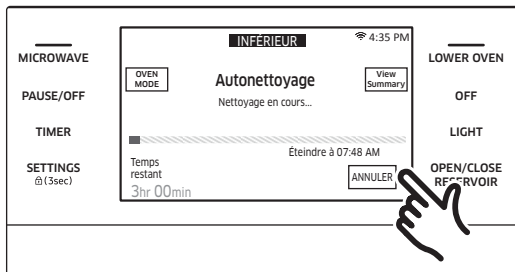 MICROWAVE
PAUSE/OFF
TIMER
SETTINGS
(3sec)
INFÉRIEUR
4:35 PM
OVEN
MODE
Autonettoyage
Nettoyage en cours...
View
Summary
Éteindre à 07:48 AM
Temps
restant
3hr 00min
ANNULER
LOWER OVEN
OFF
LIGHT
OPEN/CLOSE
RESERVOIR